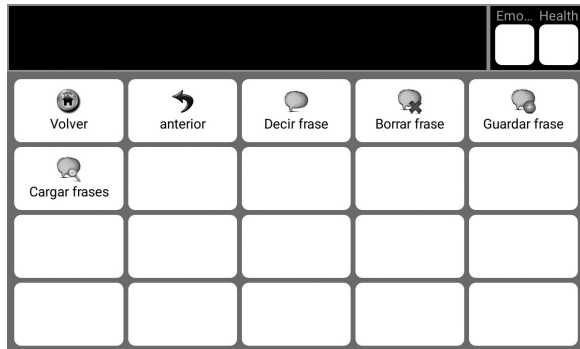 Emo... Health
Volver
anterior
Decir frase
Borrar frase
Guardar frase
Cargar frases